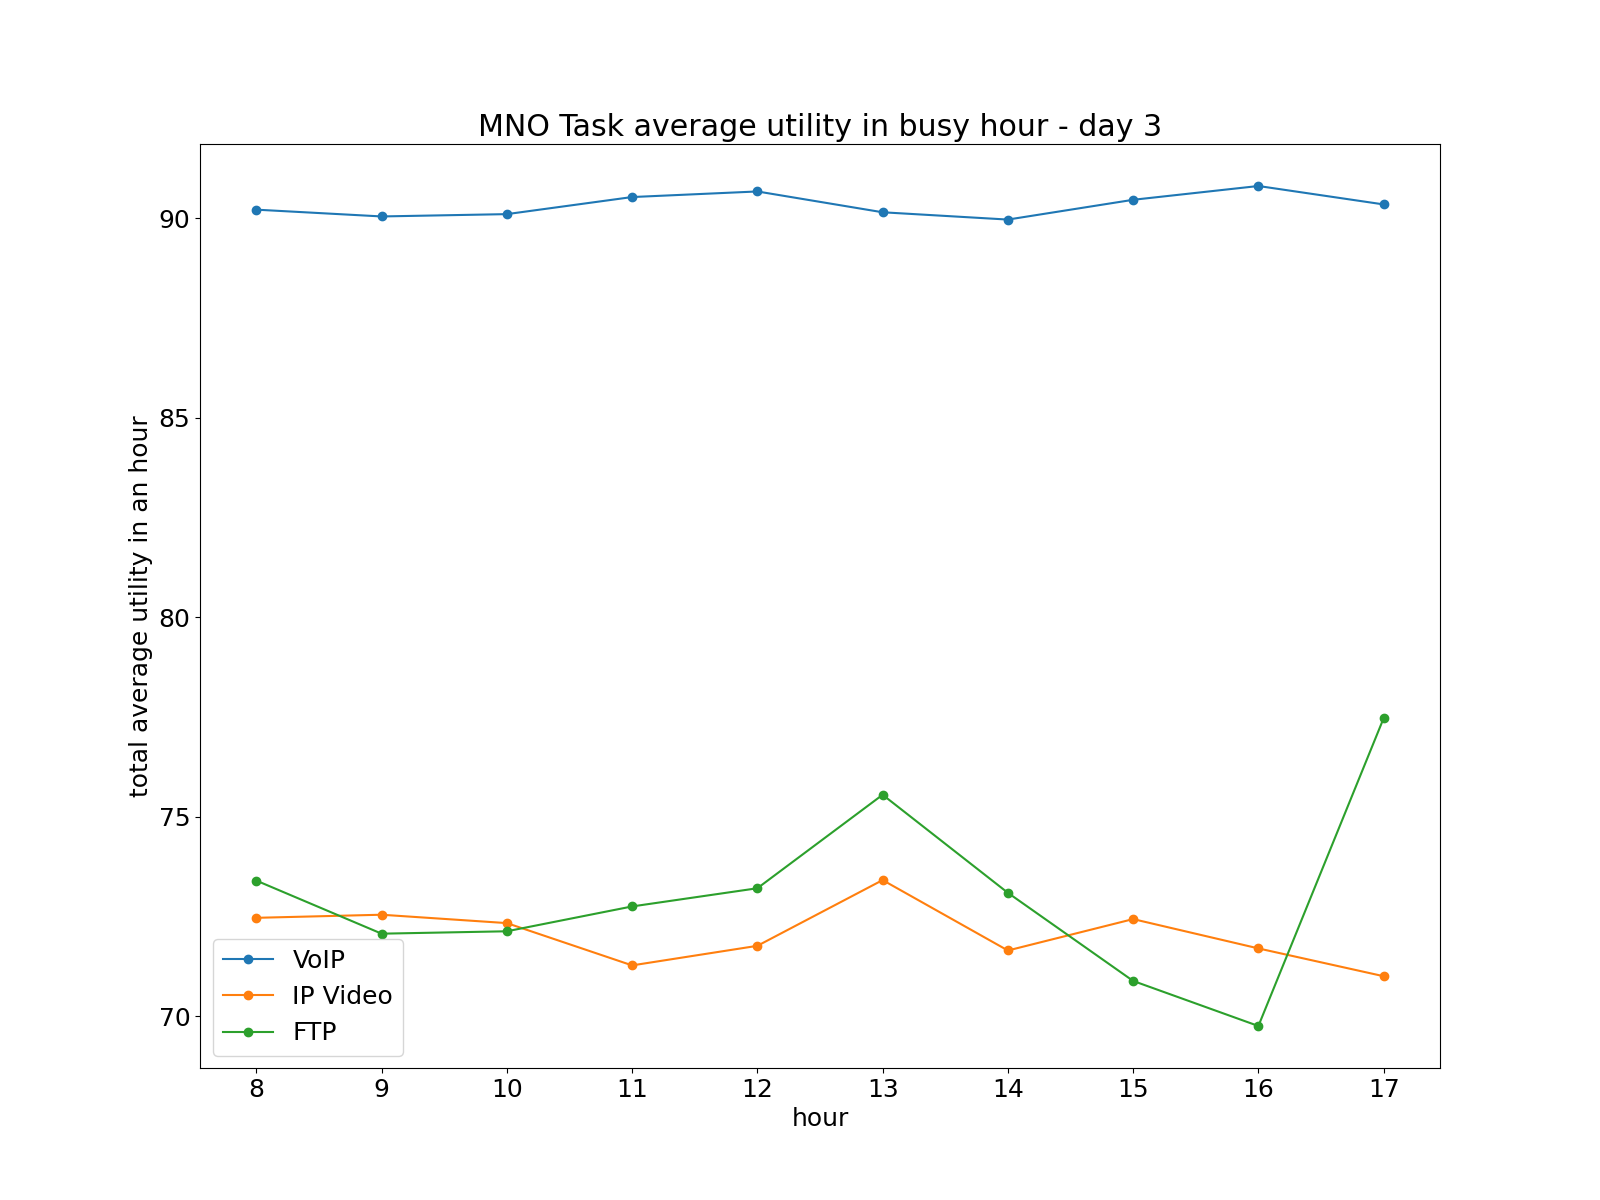 MNO Task average utility in busy hour - day 3
total average utility in an hour
90
85
80
75
70
VoIP
IP Video
FTP
8 9 10 11 12 13 14 15 16 17
hour